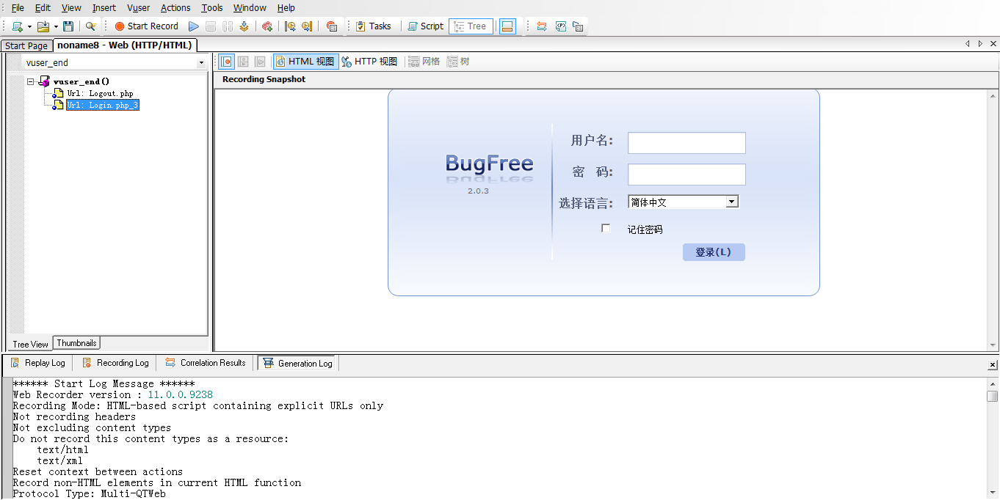 File Edit View Insert Vuser Actions Tools Window Help
Start Record Tasks Script Tree
Start Page noname8 - Web (HTTP/HTML)
vuser_end HTML 视图 HTTP 视图 网格 树
Recording Snapshot
vuser_end()
Url: Logout.php
Url: Login.php_3
用户名:
BugFree
密 码:
2.0.3
选择语言: 简体中文
记住密码
登录(L)
Tree View Thumbnails
Replay Log Recording Log Correlation Results Generation Log
****** Start Log Message ******
Web Recorder version : 11.0.0.9238
Recording Mode: HTML-based script containing explicit URLs only
Not recording headers
Not excluding content types
Do not record this content types as a resource:
text/html
text/xml
Reset context between actions
Record non-HTML elements in current HTML function
Protocol Type: Multi-QTWeb